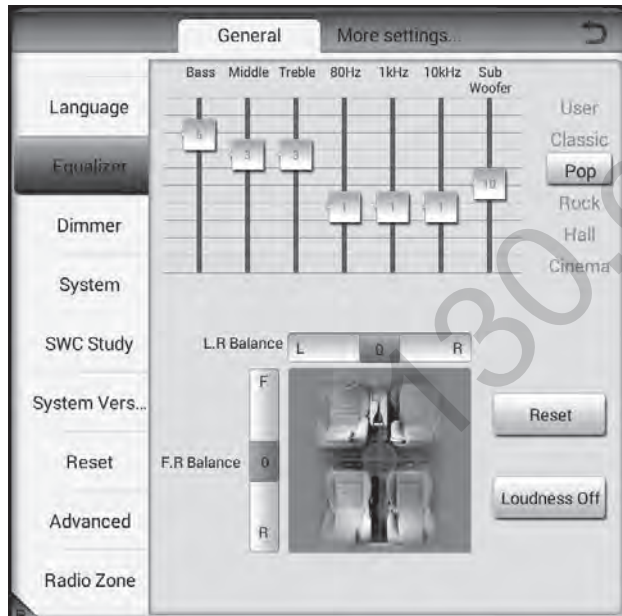 General More settings...
Bass Middle Treble 80Hz 1kHz 10kHz Sub
Woofer
Language
Equalizer
Dimmer
System
SWC Study
System Vers...
Reset
Advanced
Radio Zone
5 3 3 1 1 1 10
User
Classic
Pop
Rock
Hall
Cinema
L.R Balance L 0 R
F
F.R Balance 0
R
Reset
Loudness Off
130.9